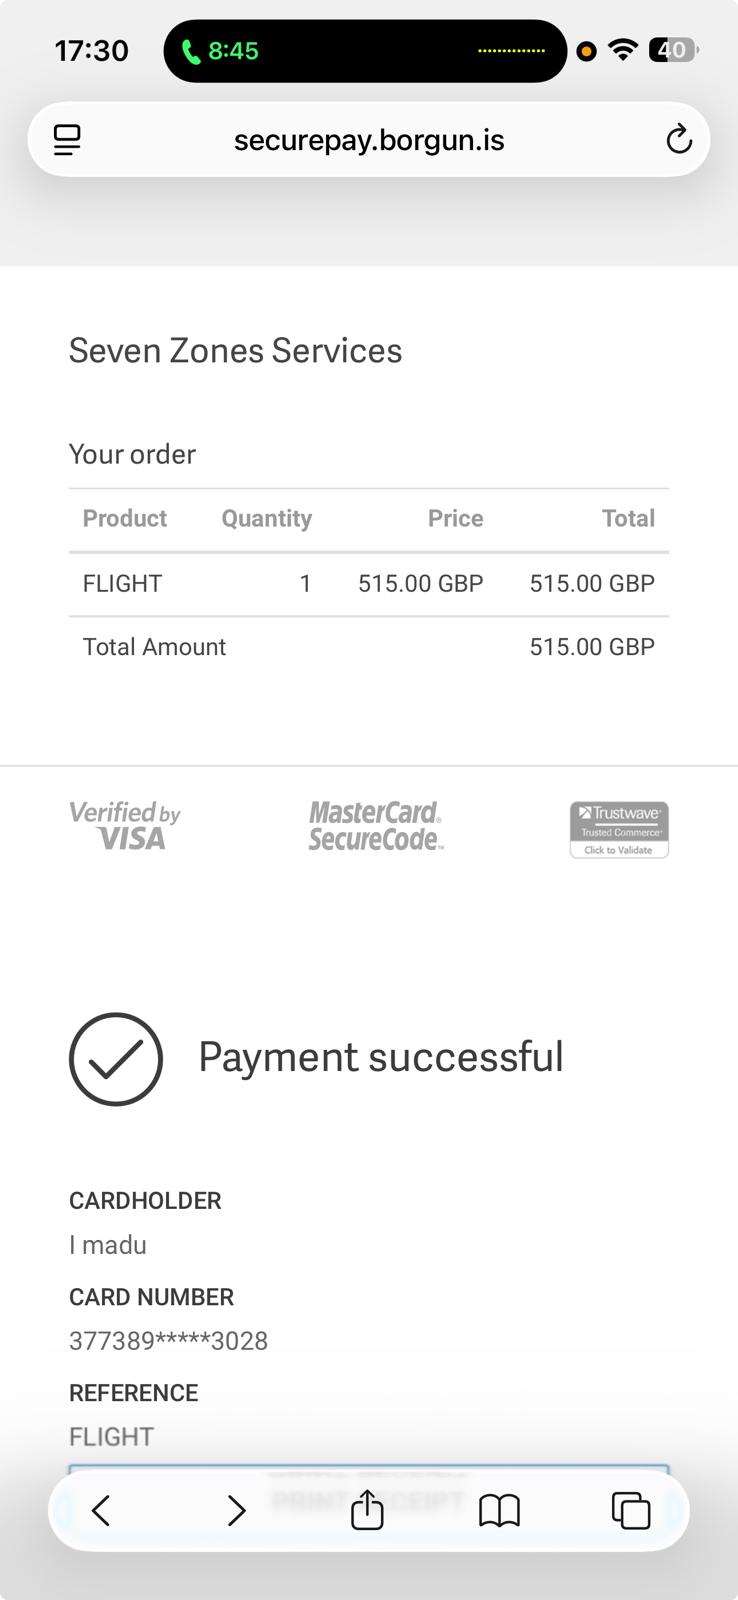 17:30
8:45
40
securepay.borgun.is
Seven Zones Services
Your order
Product Quantity Price Total
FLIGHT 1 515.00 GBP 515.00 GBP
Total Amount 515.00 GBP
Verified by
VISA
MasterCard®
SecureCode™
Trustwave®
Trusted Commerce®
Click to Validate
Payment successful
CARDHOLDER
I madu
CARD NUMBER
377389*****3028
REFERENCE
FLIGHT
PRINT RECEIPT